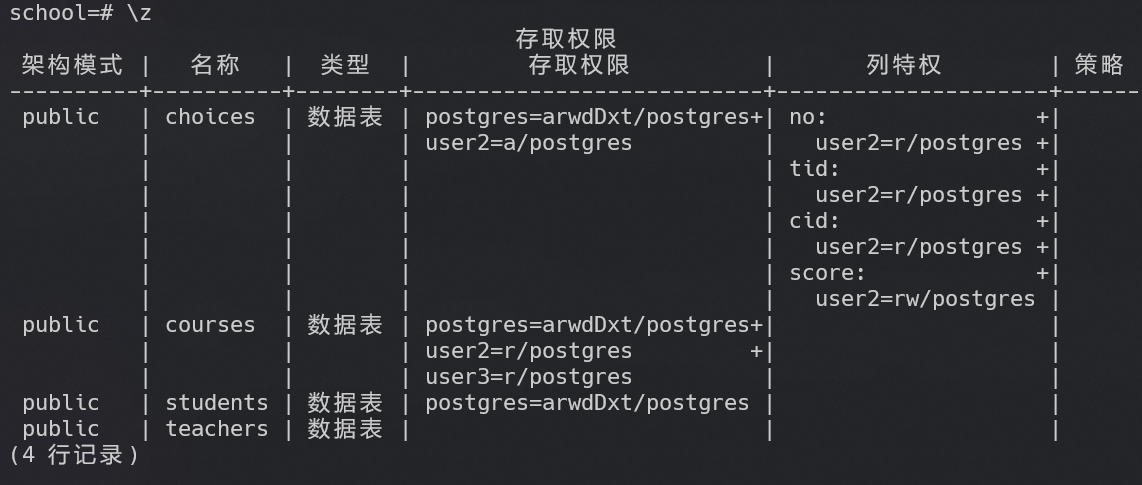 school=# \z
存取权限
架构模式 |   名称   |  类型  |         存取权限          |       列特权        | 策略
----------+----------+--------+---------------------------+---------------------+------
public   | choices  | 数据表 | postgres=arwdDxt/postgres+| no:                +|
|          |        | user2=a/postgres          |   user2=r/postgres +|
|          |        |                           | tid:               +|
|          |        |                           |   user2=r/postgres +|
|          |        |                           | cid:               +|
|          |        |                           |   user2=r/postgres +|
|          |        |                           | score:             +|
|          |        |                           |   user2=rw/postgres |
public   | courses  | 数据表 | postgres=arwdDxt/postgres+|                     |
|          |        | user2=r/postgres         +|                     |
|          |        | user3=r/postgres          |                     |
public   | students | 数据表 | postgres=arwdDxt/postgres |                     |
public   | teachers | 数据表 |                           |                     |
(4 行记录)